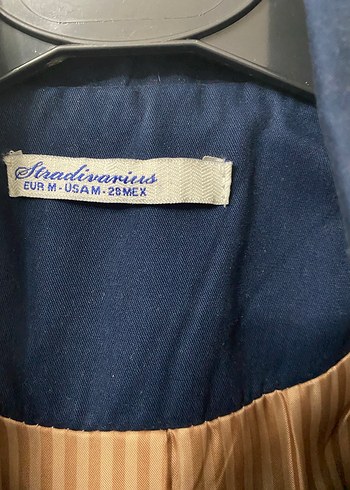 Stradivarius
EUR M - USA M - 28 MEX